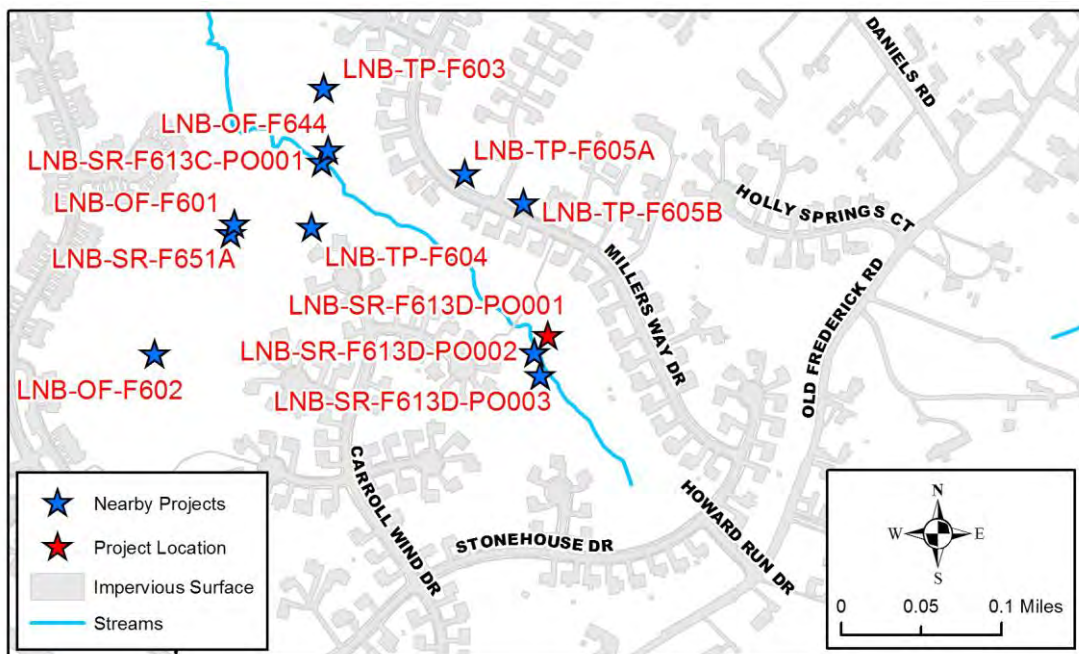 DANIELS RD
LNB-TP-F603
LNB-OF-F644
LNB-SR-F613C-PO001
LNB-TP-F605A
LNB-OF-F601
LNB-TP-F605B
HOLLY SPRINGS CT
LNB-SR-F651A
LNB-TP-F604
MILLERS WAY DR
OLD FREDERICK RD
LNB-SR-F613D-PO001
LNB-SR-F613D-PO002
LNB-OF-F602
LNB-SR-F613D-PO003
CARROLL WIND DR
STONEHOUSE DR
HOWARD RUN DR
Nearby Projects
Project Location
Impervious Surface
Streams
N
W E
S
0 0.05 0.1 Miles